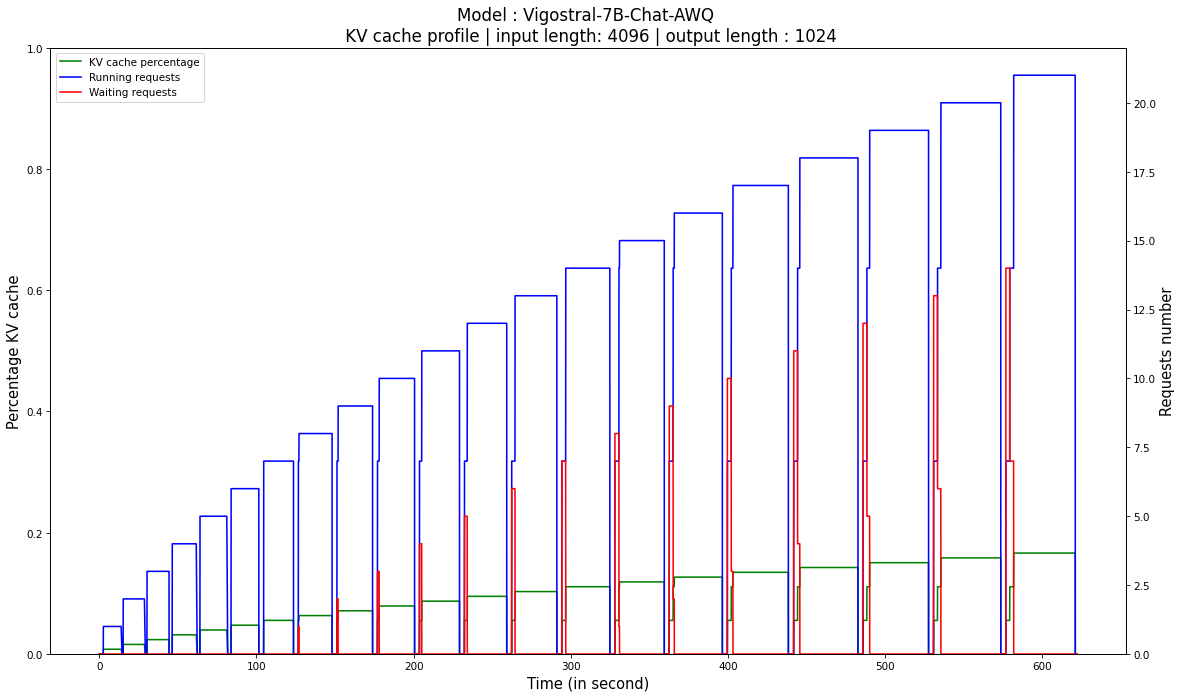 Model : Vigostral-7B-Chat-AWQ
KV cache profile | input length: 4096 | output length : 1024
KV cache percentage
Running requests
Waiting requests
1.0
0.8
0.6
0.4
0.2
0.0
Percentage KV cache
20.0
17.5
15.0
12.5
10.0
7.5
5.0
2.5
0.0
Requests number
0
100
200
300
400
500
600
Time (in second)